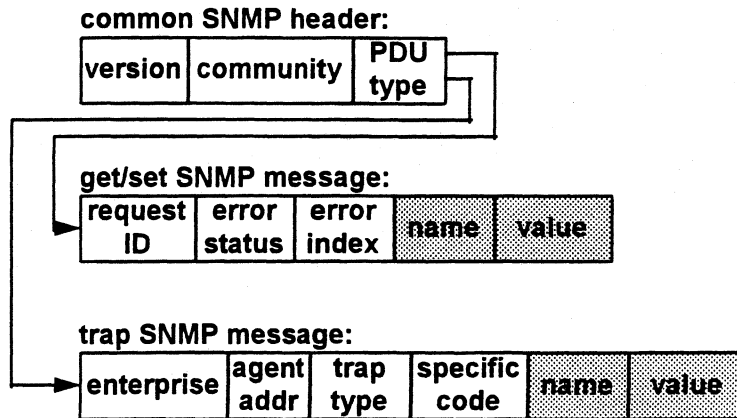 common SNMP header:
version community PDU type
get/set SNMP message:
request ID error status error index name value
trap SNMP message:
enterprise agent addr trap type specific code name value